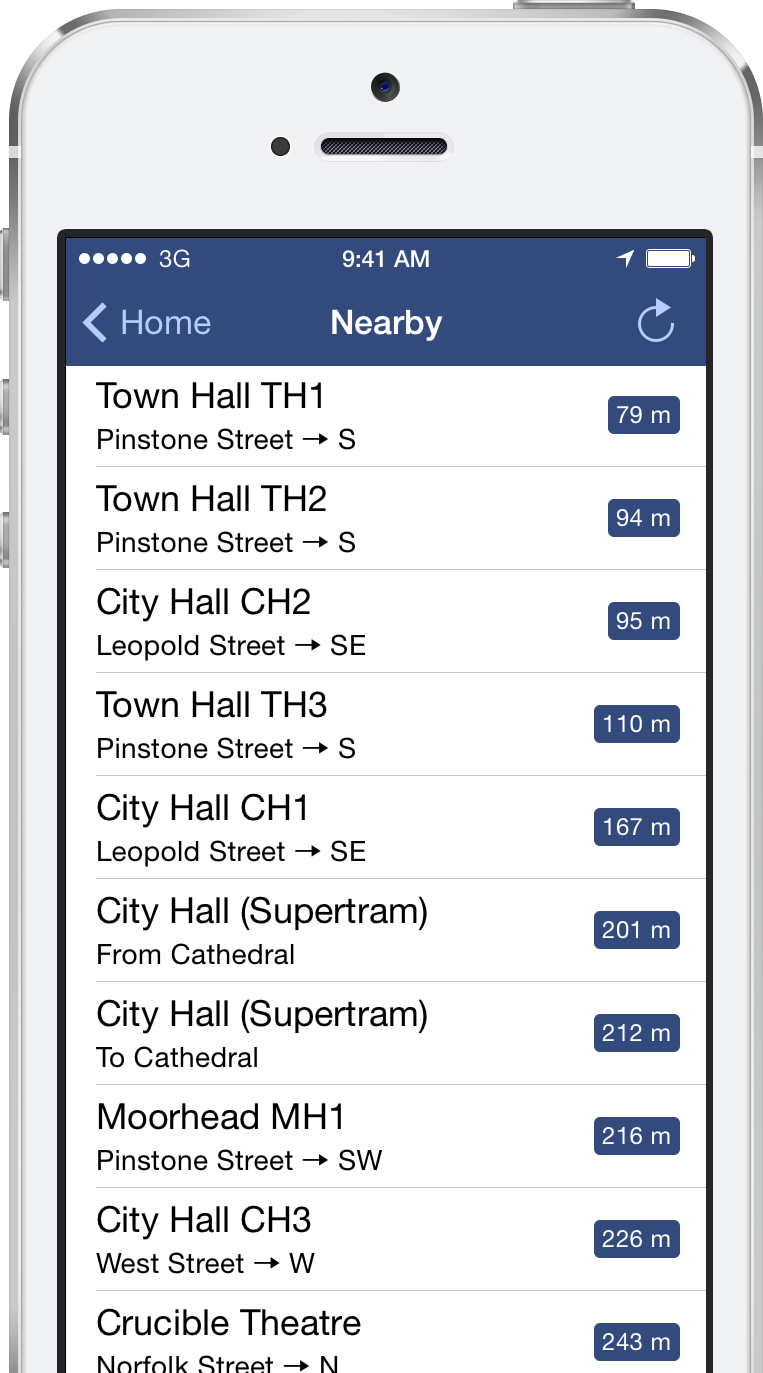 ●●●●● 3G 9:41 AM
Home Nearby
Town Hall TH1
Pinstone Street → S
79 m
Town Hall TH2
Pinstone Street → S
94 m
City Hall CH2
Leopold Street → SE
95 m
Town Hall TH3
Pinstone Street → S
110 m
City Hall CH1
Leopold Street → SE
167 m
City Hall (Supertram)
From Cathedral
201 m
City Hall (Supertram)
To Cathedral
212 m
Moorhead MH1
Pinstone Street → SW
216 m
City Hall CH3
West Street → W
226 m
Crucible Theatre
Norfolk Street → N
243 m